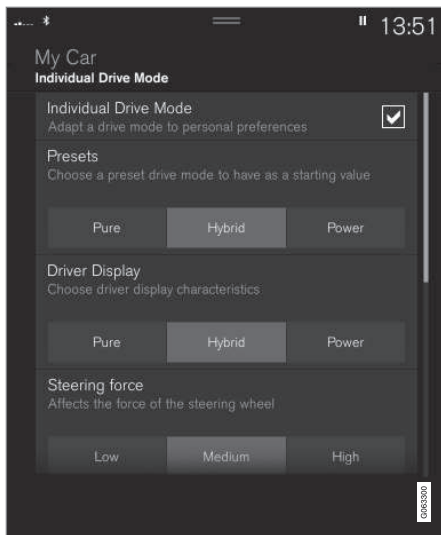 13:51
My Car
Individual Drive Mode
Individual Drive Mode
Adapt a drive mode to personal preferences
Presets
Choose a preset drive mode to have as a starting value
Pure Hybrid Power
Driver Display
Choose driver display characteristics
Pure Hybrid Power
Steering force
Affects the force of the steering wheel
Low Medium High
G063300